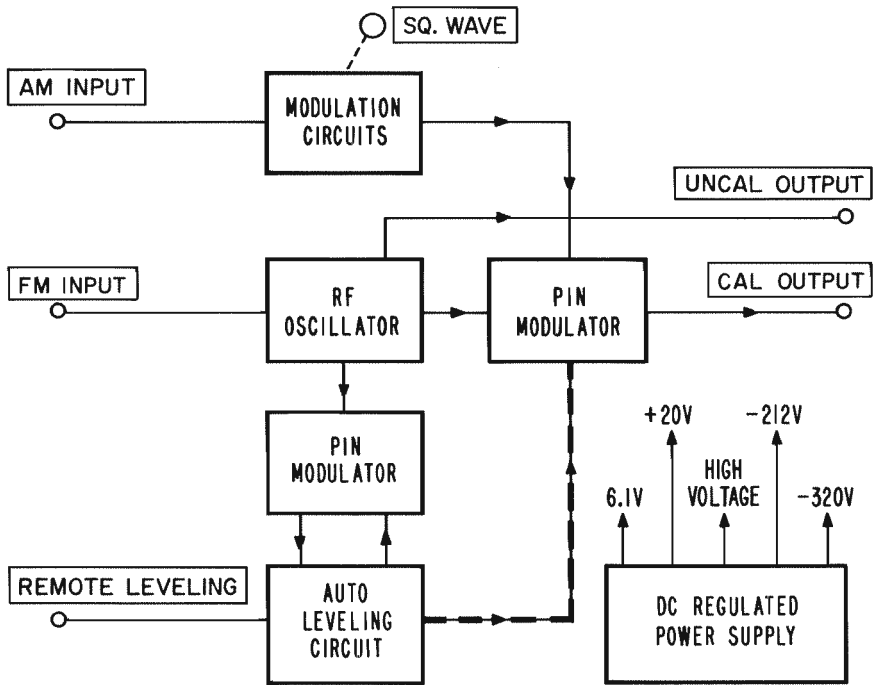 SQ. WAVE
AM INPUT
MODULATION
CIRCUITS
UNCAL OUTPUT
FM INPUT
RF
OSCILLATOR
PIN
MODULATOR
CAL OUTPUT
PIN
MODULATOR
+20V
-212V
HIGH
VOLTAGE
6.1V
-320V
REMOTE LEVELING
AUTO
LEVELING
CIRCUIT
DC REGULATED
POWER SUPPLY